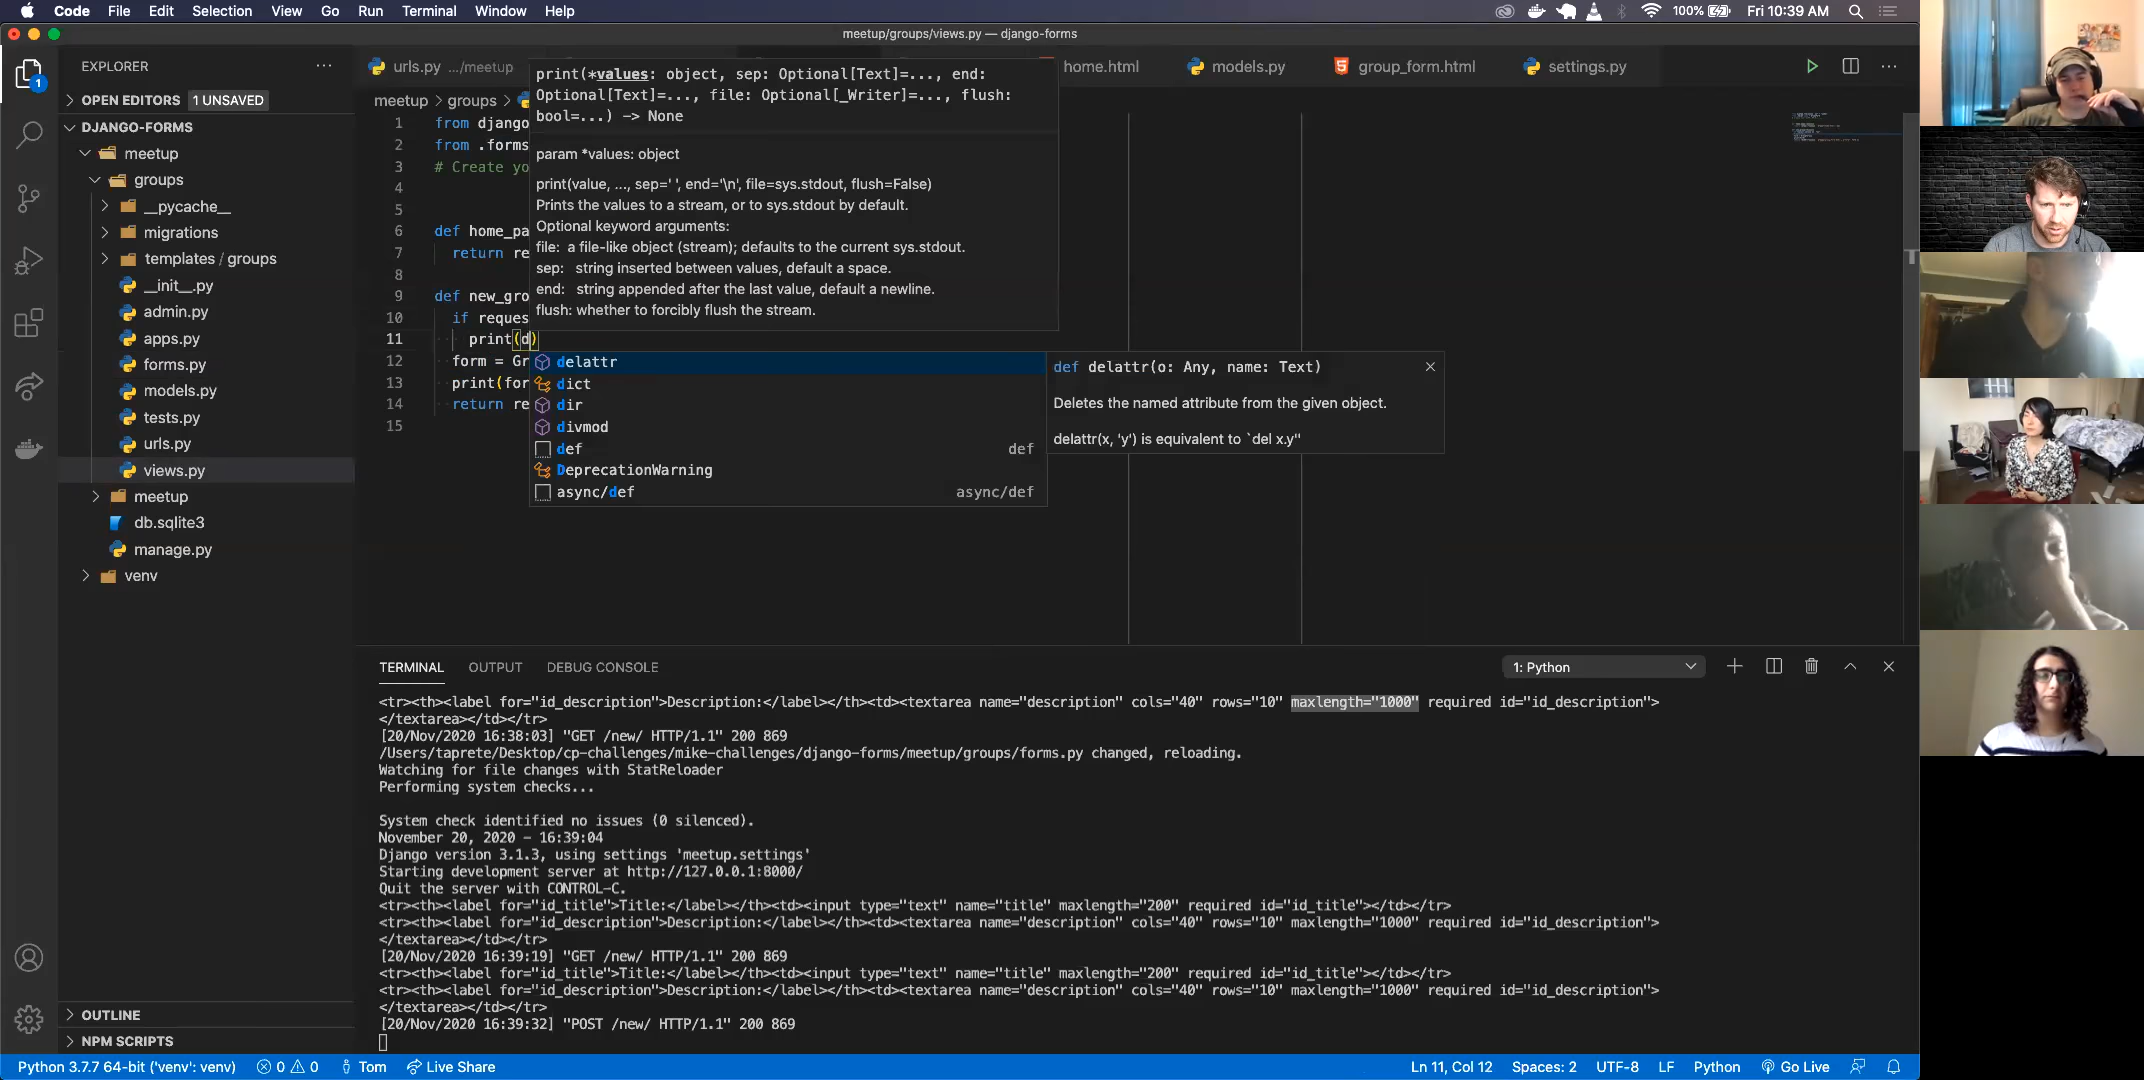 Code File Edit Selection View Go Run Terminal Window Help 100% Fri 10:39 AM
meetup/groups/views.py — django-forms
EXPLORER
OPEN EDITORS 1 UNSAVED
DJANGO-FORMS
meetup
groups
__pycache__
migrations
templates / groups
__init__.py
admin.py
apps.py
forms.py
models.py
tests.py
urls.py
views.py
meetup
db.sqlite3
manage.py
venv
OUTLINE
NPM SCRIPTS
1
urls.py .../meetup home.html models.py group_form.html settings.py
meetup > groups >
1 from django
2 from .forms
3 # Create yo
4
5
6 def home_pa
7 return re
8
9 def new_gro
10 if reques
11 print(d)
12 form = Gr
13 print(for
14 return re
15
print(*values: object, sep: Optional[Text]=..., end:
Optional[Text]=..., file: Optional[_Writer]=..., flush:
bool=...) -> None
param *values: object
print(value, ..., sep=' ', end='\n', file=sys.stdout, flush=False)
Prints the values to a stream, or to sys.stdout by default.
Optional keyword arguments:
file: a file-like object (stream); defaults to the current sys.stdout.
sep: string inserted between values, default a space.
end: string appended after the last value, default a newline.
flush: whether to forcibly flush the stream.
delattr
dict
dir
divmod
def def
DeprecationWarning
async/def async/def
def delattr(o: Any, name: Text)
Deletes the named attribute from the given object.
delattr(x, 'y') is equivalent to `del x.y''
TERMINAL OUTPUT DEBUG CONSOLE 1: Python
<tr><th><label for="id_description">Description:</label></th><td><textarea name="description" cols="40" rows="10" maxlength="1000" required id="id_description">
</textarea></td></tr>
[20/Nov/2020 16:38:03] "GET /new/ HTTP/1.1" 200 869
/Users/taprete/Desktop/cp-challenges/mike-challenges/django-forms/meetup/groups/forms.py changed, reloading.
Watching for file changes with StatReloader
Performing system checks...
System check identified no issues (0 silenced).
November 20, 2020 - 16:39:04
Django version 3.1.3, using settings 'meetup.settings'
Starting development server at http://127.0.0.1:8000/
Quit the server with CONTROL-C.
<tr><th><label for="id_title">Title:</label></th><td><input type="text" name="title" maxlength="200" required id="id_title"></td></tr>
<tr><th><label for="id_description">Description:</label></th><td><textarea name="description" cols="40" rows="10" maxlength="1000" required id="id_description">
</textarea></td></tr>
[20/Nov/2020 16:39:19] "GET /new/ HTTP/1.1" 200 869
<tr><th><label for="id_title">Title:</label></th><td><input type="text" name="title" maxlength="200" required id="id_title"></td></tr>
<tr><th><label for="id_description">Description:</label></th><td><textarea name="description" cols="40" rows="10" maxlength="1000" required id="id_description">
</textarea></td></tr>
[20/Nov/2020 16:39:32] "POST /new/ HTTP/1.1" 200 869
Python 3.7.7 64-bit ('venv': venv) 0 0 Tom Live Share Ln 11, Col 12 Spaces: 2 UTF-8 LF Python Go Live